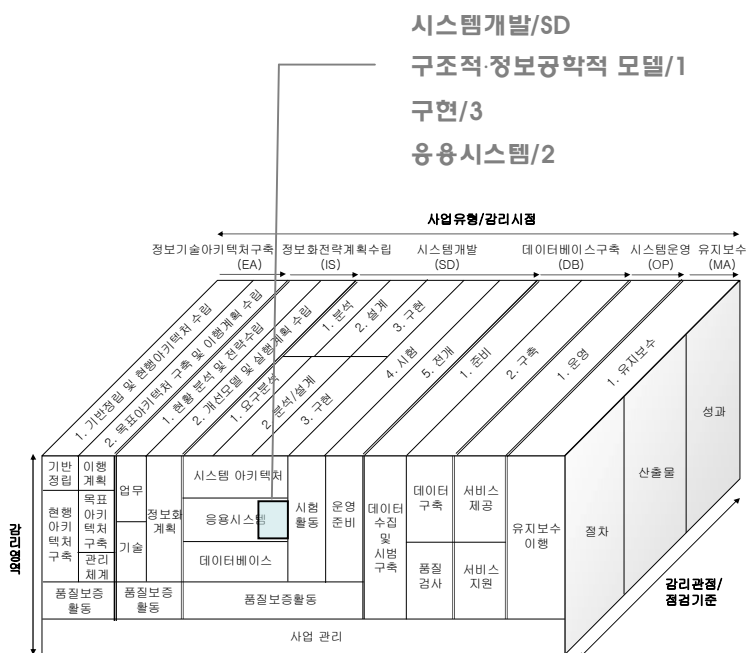 시스템개발/SD
구조적·정보공학적 모델/1
구현/3
응용시스템/2
사업유형/감리시점
정보기술아키텍처구축
(EA)
정보화전략계획수립
(IS)
시스템개발
(SD)
데이터베이스구축
(DB)
시스템운영
(OP)
유지보수
(MA)
1. 기반정립 및 현행아키텍처 수립
2. 목표아키텍처 구축 및 이행계획 수립
1. 현황 분석 및 전략수립
2. 개선모델 및 실행계획 수립
1. 분석
2. 설계
3. 구현
1. 요구분석
2. 분석/설계
3. 구현
4. 시험
5. 전개
1. 준비
2. 구축
1. 운영
1. 유지보수
감리영역
기반
정립
이행
계획
현행
아키
텍처
구축
목표
아키
텍처
구축
관리
체계
품질보증
활동
업무
기술
정보화
계획
품질보증
활동
시스템 아키텍처
응용시스템
데이터베이스
시험
활동
운영
준비
품질보증활동
데이터
수집
및
시범
구축
데이터
구축
품질
검사
서비스
제공
서비스
지원
유지보수
이행
사업 관리
절차
산출물
성과
감리관점/
점검기준